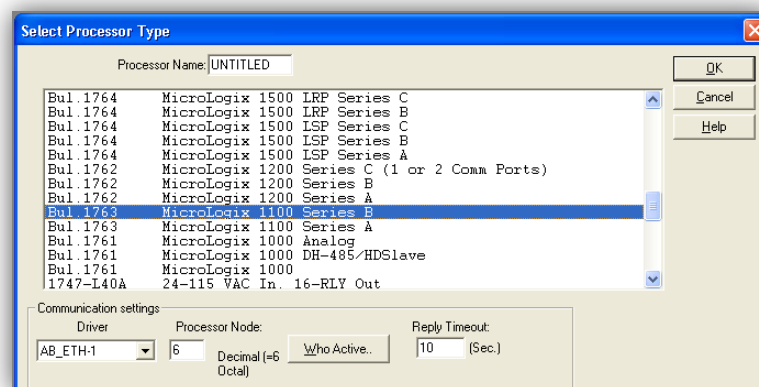 Select Processor Type
Processor Name: UNTITLED
OK
Cancel
Help
Bul.1764 MicroLogix 1500 LRP Series C
Bul.1764 MicroLogix 1500 LRP Series B
Bul.1764 MicroLogix 1500 LSP Series C
Bul.1764 MicroLogix 1500 LSP Series B
Bul.1764 MicroLogix 1500 LSP Series A
Bul.1762 MicroLogix 1200 Series C (1 or 2 Comm Ports)
Bul.1762 MicroLogix 1200 Series B
Bul.1762 MicroLogix 1200 Series A
Bul.1763 MicroLogix 1100 Series B
Bul.1763 MicroLogix 1100 Series A
Bul.1761 MicroLogix 1000 Analog
Bul.1761 MicroLogix 1000 DH-485/HDSlave
Bul.1761 MicroLogix 1000
1747-L40A 24-115 VAC In. 16-RLY Out
Communication settings
Driver
Processor Node:
Reply Timeout:
AB_ETH-1
6
Decimal (=6
Octal)
Who Active..
10 (Sec.)